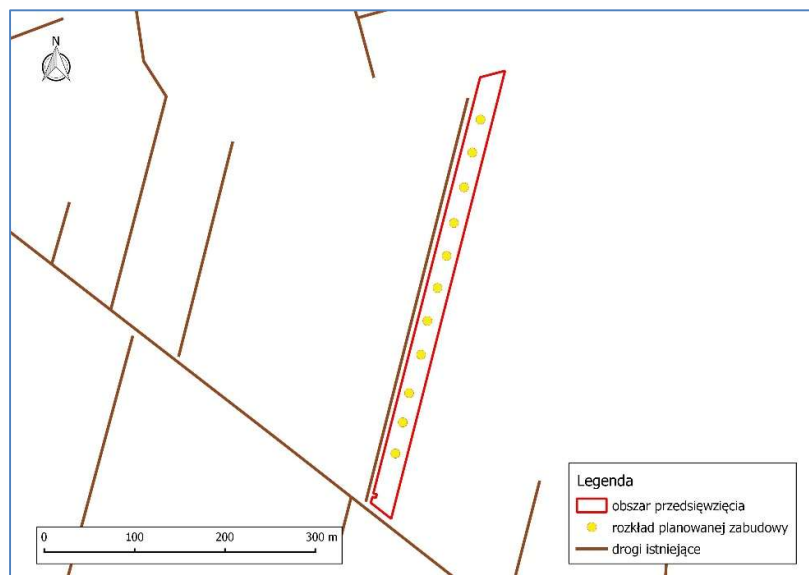 N
Legenda
obszar przedsięwzięcia
rozkład planowanej zabudowy
drogi istniejące
0 100 200 300 m